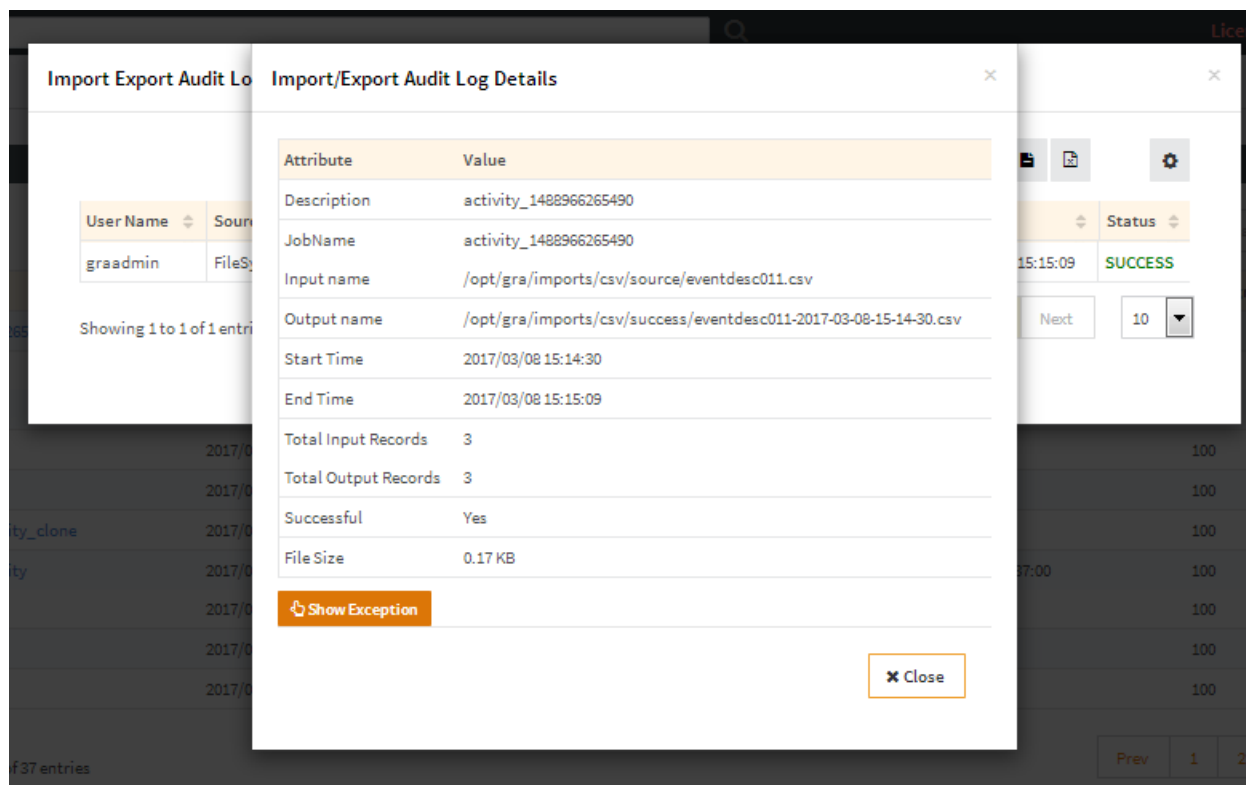 Import Export Audit Lo
Import/Export Audit Log Details
Attribute Value
Description activity_1488966265490
JobName activity_1488966265490
Input name /opt/gra/imports/csv/source/eventdesc011.csv
Output name /opt/gra/imports/csv/success/eventdesc011-2017-03-08-15-14-30.csv
Start Time 2017/03/08 15:14:30
End Time 2017/03/08 15:15:09
Total Input Records 3
Total Output Records 3
Successful Yes
File Size 0.17 KB
Show Exception
Close
User Name Sour Status
graadmin FileSy 15:15:09 SUCCESS
Showing 1 to 1 of 1 entri Next 10
Lice
265
2017/0 100
2017/0 100
ity_clone 2017/0 100
ity 2017/0 37:00 100
2017/0 100
2017/0 100
2017/0 100
of 37 entries Prev 1 2